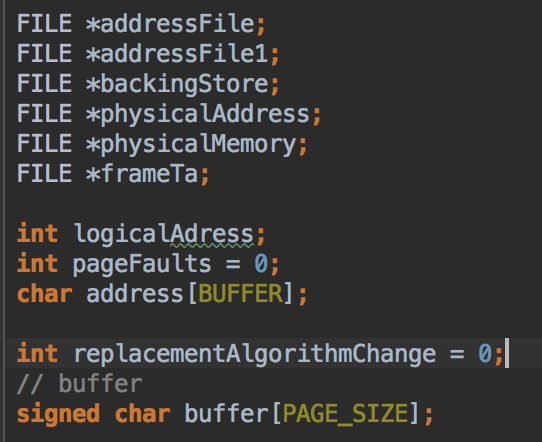 FILE *addressFile;
FILE *addressFile1;
FILE *backingStore;
FILE *physicalAddress;
FILE *physicalMemory;
FILE *frameTa;
int logicalAdress;
int pageFaults = 0;
char address[BUFFER];
int replacementAlgorithmChange = 0;
// buffer
signed char buffer[PAGE_SIZE];